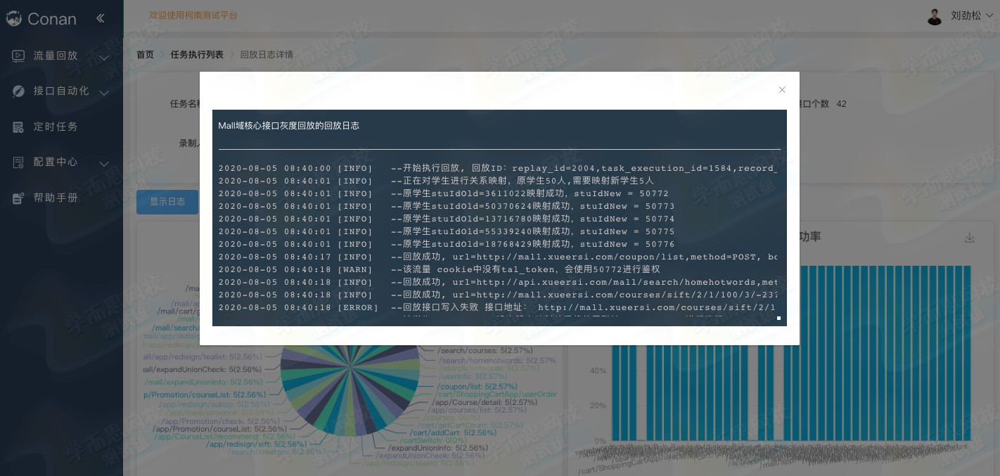 Conan
欢迎使用柯南测试平台
刘劲松
流量回放
接口自动化
定时任务
配置中心
帮助手册
首页
任务执行列表
回放日志详情
任务名
接口个数 42
录制
显示日志
功率
Mall域核心接口灰度回放的回放日志
2020-08-05 08:40:00 [INFO] --开始执行回放, 回放ID: replay_id=2004,task_execution_id=1584,record_
2020-08-05 08:40:01 [INFO] --正在对学生进行关系映射，原学生50人,需要映射新学生5人
2020-08-05 08:40:01 [INFO] --原学生stuIdOld=3611022映射成功，stuIdNew = 50772
2020-08-05 08:40:01 [INFO] --原学生stuIdOld=50370624映射成功，stuIdNew = 50773
2020-08-05 08:40:01 [INFO] --原学生stuIdOld=13716780映射成功，stuIdNew = 50774
2020-08-05 08:40:01 [INFO] --原学生stuIdOld=55339240映射成功，stuIdNew = 50775
2020-08-05 08:40:01 [INFO] --原学生stuIdOld=18768429映射成功，stuIdNew = 50776
2020-08-05 08:40:17 [INFO] --回放成功, url=http://mall.xueersi.com/coupon/list,method=POST, bo
2020-08-05 08:40:18 [WARN] --该流量 cookie中没有tal_token，会使用50772进行鉴权
2020-08-05 08:40:18 [INFO] --回放成功, url=http://api.xueersi.com/mall/search/homehotwords,met
2020-08-05 08:40:18 [INFO] --回放成功, url=http://mall.xueersi.com/courses/sift/2/1/100/3/-23?
2020-08-05 08:40:18 [ERROR] --回放接口写入失败 接口地址： http://mall.xueersi.com/courses/sift/2/1
/app/redisign/tealist: 5(2.56%)
/expandUnionCheck: 5(2.56%)
/mall/expandUnionInfo: 5(2.56%)
/Promotion/courseList: 5(2.56%)
/app/redisign/subop: 5(2.56%)
/app/base/province: 5(2.56%)
/app/Promotion/check: 5(2.56%)
/app/Promotion/courseList: 5(2.56%)
/app/CourseList/recommend: 5(2.56%)
/app/redisign/sift: 5(2.56%)
/search/creators: 5(2.56%)
/search/courses: 5(2.57%)
/search/homehotwords: 5(2.57%)
/search/hotwords: 5(2.57%)
/userInfo: 5(2.57%)
/coupon/list: 5(2.57%)
/cart/ShoppingCartApp/userOrder
/app/Course/detail: 5(2.57%)
/app/courses/list: 5(2.57%)
/courses: 0(0%)
/cart/getCartCount: 5(2.57%)
/cart/addCart: 5(2.56%)
/cartSwitch: 0(0%)
/expandUnionInfo: 5(2.56%)
/expandUnionCheck: 5(2.56%)
/app/redisign/tealist: 5(2.56%)
40%
20%
0%